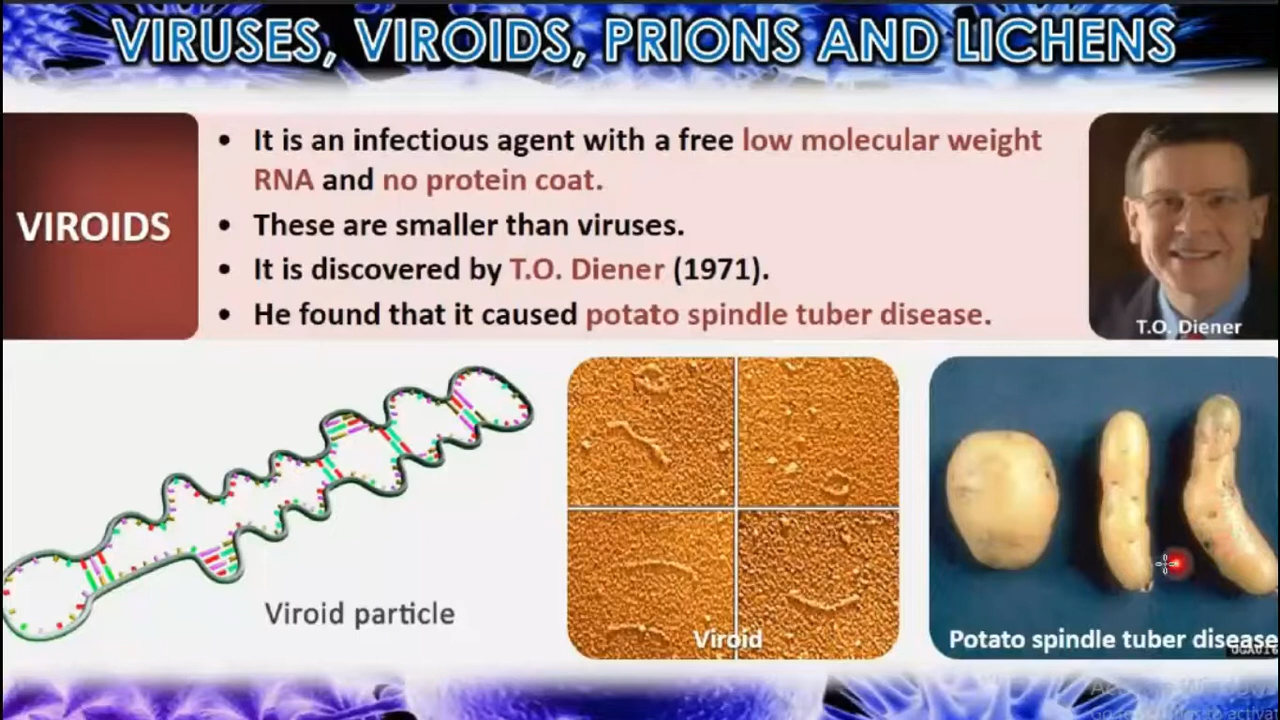 VIRUSES, VIROIDS, PRIONS AND LICHENS
VIROIDS
• It is an infectious agent with a free low molecular weight
RNA and no protein coat.
• These are smaller than viruses.
• It is discovered by T.O. Diener (1971).
• He found that it caused potato spindle tuber disease.
T.O. Diener
Viroid particle
Viroid
Potato spindle tuber disease